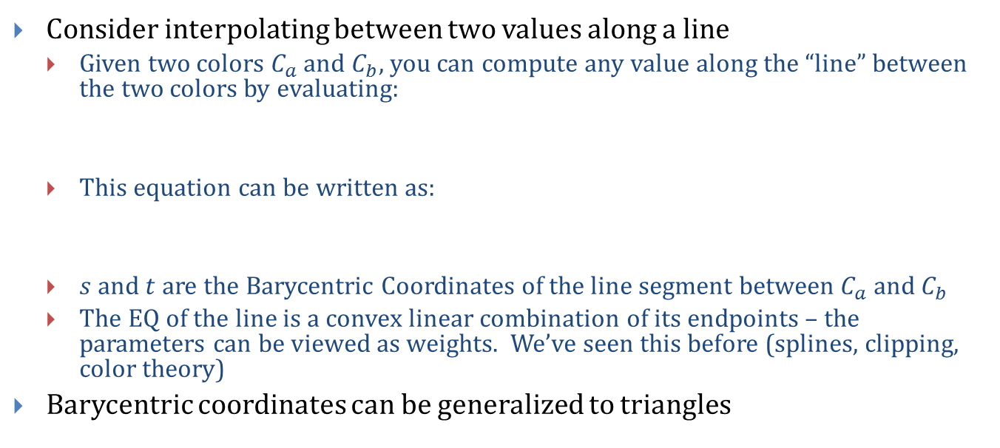 Consider interpolating between two values along a line
Given two colors Cₐ and C_b, you can compute any value along the “line” between
the two colors by evaluating:
This equation can be written as:
s and t are the Barycentric Coordinates of the line segment between Cₐ and C_b
The EQ of the line is a convex linear combination of its endpoints – the
parameters can be viewed as weights.  We’ve seen this before (splines, clipping,
color theory)
Barycentric coordinates can be generalized to triangles